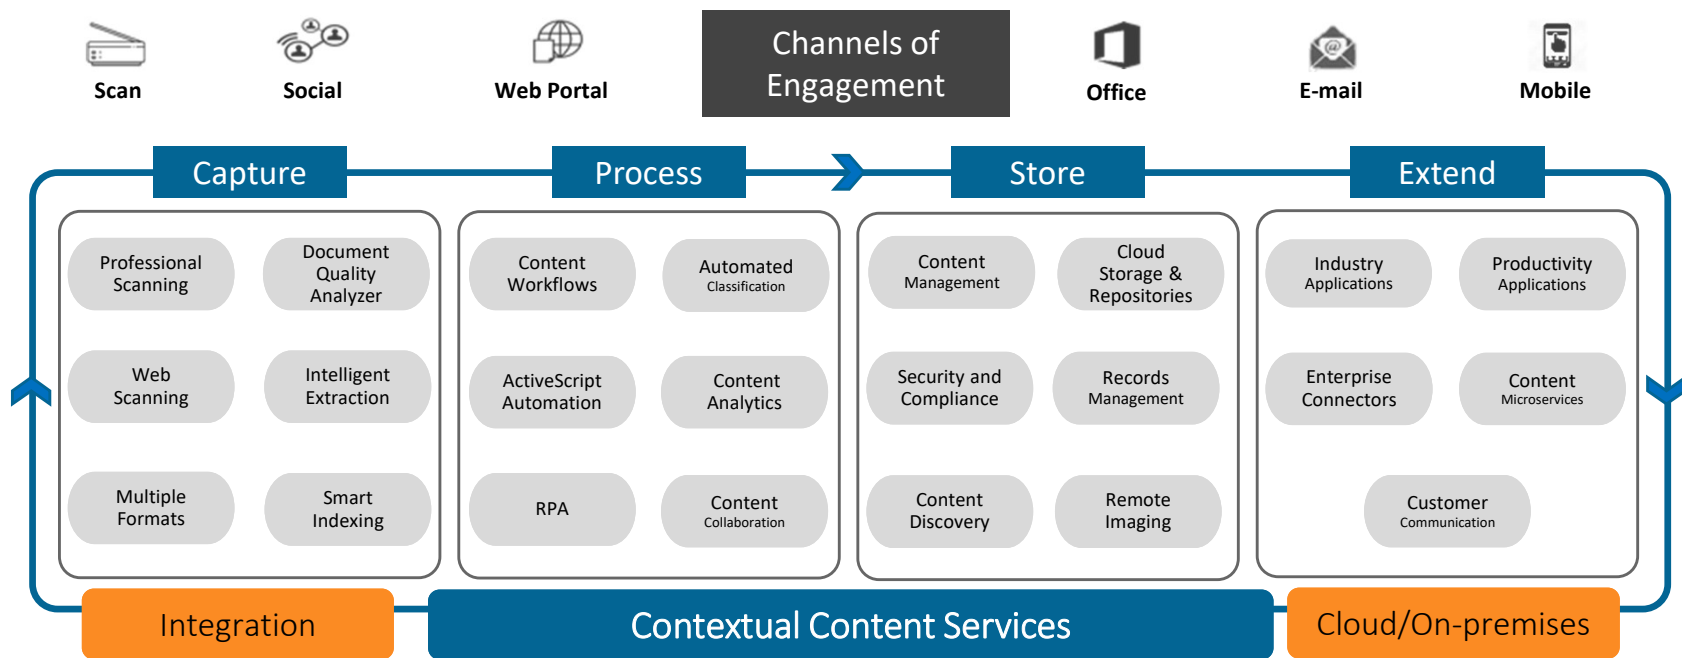 Channels of
Engagement
Scan
Social
Web Portal
Office
E-mail
Mobile
Capture
Process
Store
Extend
Professional
Scanning
Document
Quality
Analyzer
Web
Scanning
Intelligent
Extraction
Multiple
Formats
Smart
Indexing
Content
Workflows
Automated
Classification
ActiveScript
Automation
Content
Analytics
RPA
Content
Collaboration
Content
Management
Cloud
Storage &
Repositories
Security and
Compliance
Records
Management
Content
Discovery
Remote
Imaging
Industry
Applications
Productivity
Applications
Enterprise
Connectors
Content
Microservices
Customer
Communication
Integration
Contextual Content Services
Cloud/On-premises